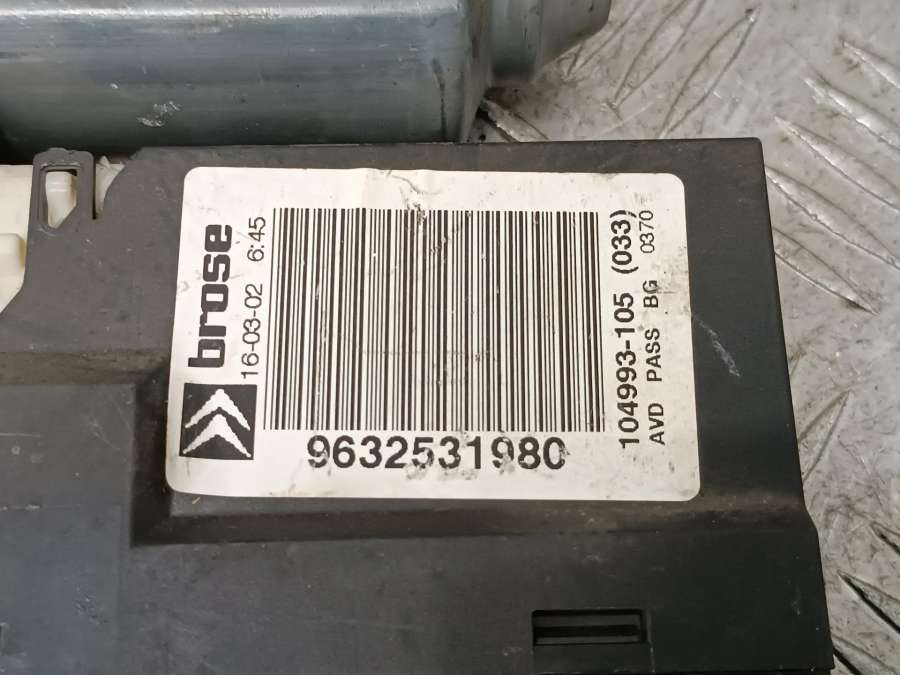 brose
16-03-02 6:45
9632531980
104993-105 (033)
AVD PASS BG 0370